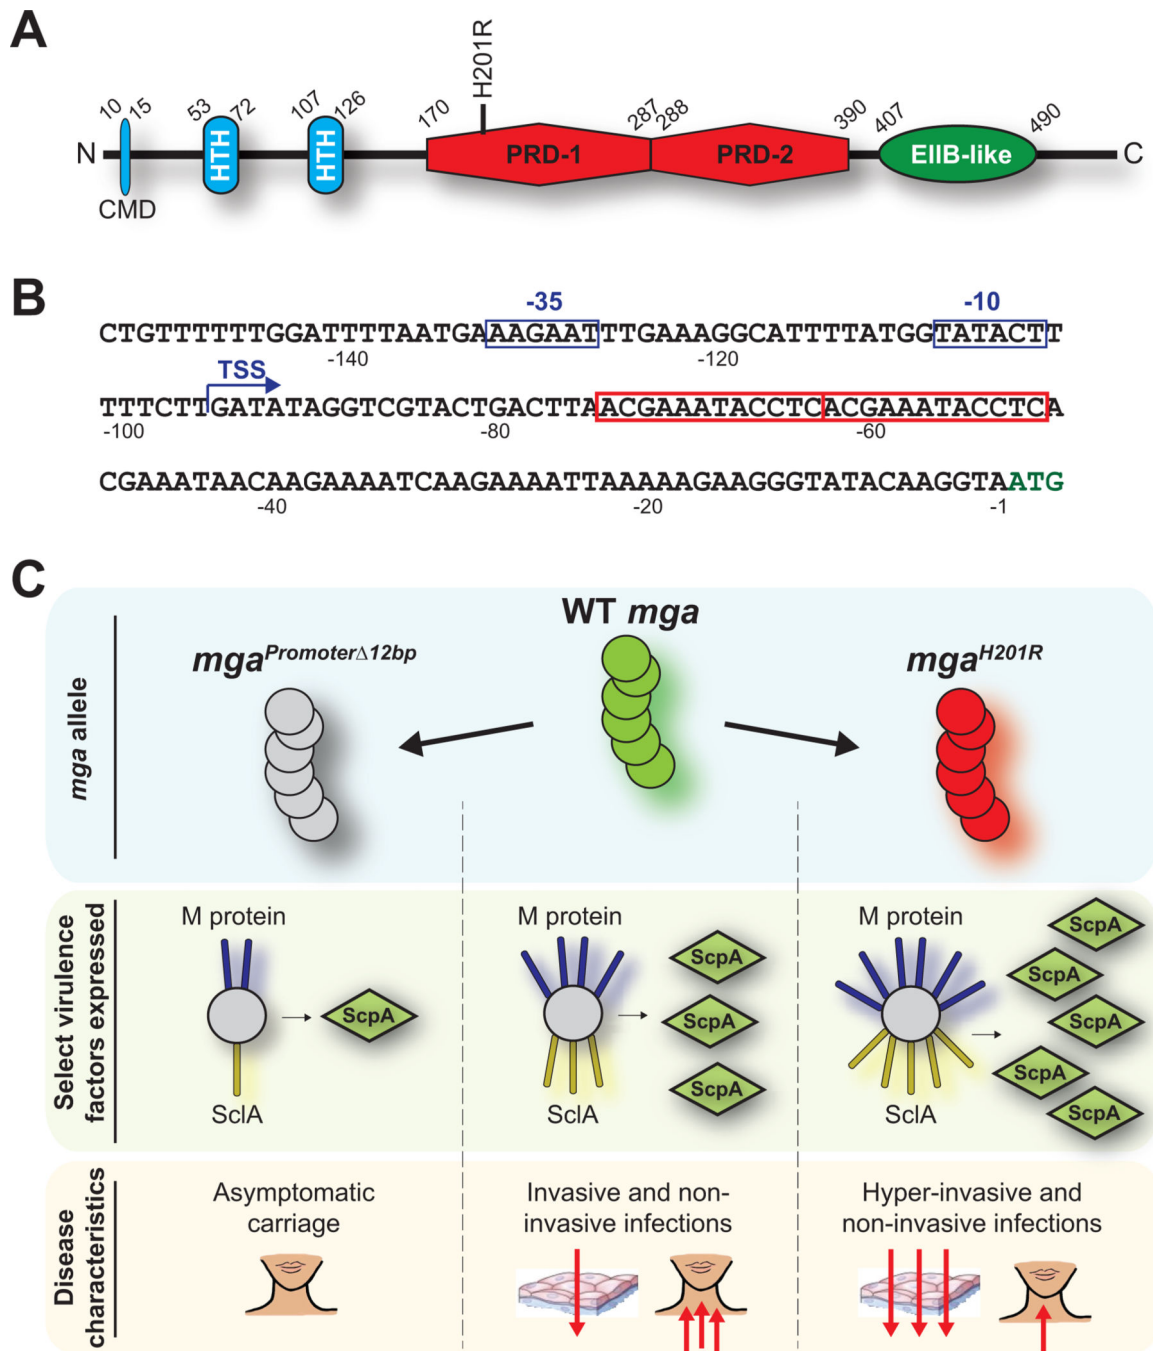 A
H201R
10 15 53 72 107 126 170 287 288 390 407 490
N HTH HTH PRD-1 PRD-2 EIIB-like C
CMD
B
-35 -10
CTGTTTTTTGGATTTTAATGAAAGAATTTGAAAGGCATTTTATGGTATACTT
-140 -120
TSS
TTTCTTGATATAGGTCGTACTGACTTAACGAAATACCTCACGAAATACCTCA
-100 -80 -60
CGAAATAACAAGAAAATCAAGAAAATTAAAAAGAAGGGTATACAAGGTAATG
-40 -20 -1
C
WT mga
mgaPromoterΔ12bp mgaH201R
mga allele
Select virulence
factors expressed
M protein M protein M protein
ScpA
ScpA ScpA ScpA
ScpA ScpA
ScpA ScpA
ScpA
SclA SclA SclA
Disease
characteristics
Asymptomatic
carriage
Invasive and non-
invasive infections
Hyper-invasive and
non-invasive infections